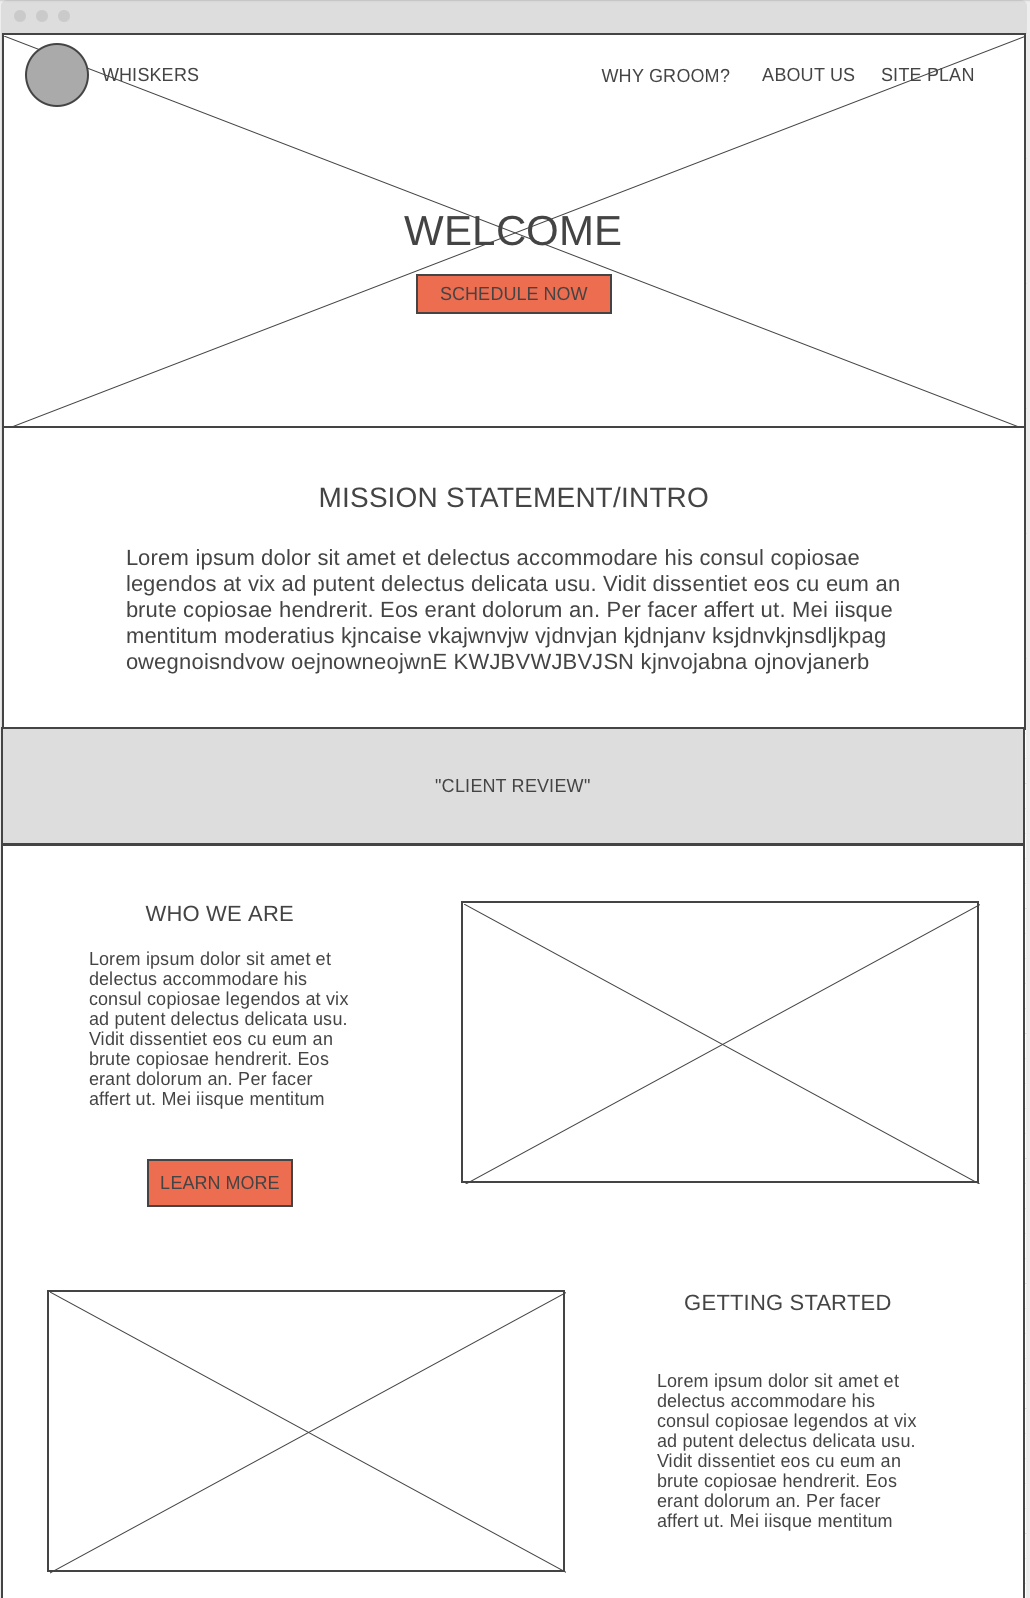 WHISKERS
WHY GROOM?
ABOUT US
SITE PLAN
WELCOME
SCHEDULE NOW
MISSION STATEMENT/INTRO
Lorem ipsum dolor sit amet et delectus accommodare his consul copiosae
legendos at vix ad putent delectus delicata usu. Vidit dissentiet eos cu eum an
brute copiosae hendrerit. Eos erant dolorum an. Per facer affert ut. Mei iisque
mentitum moderatius kjncaise vkajwnvjw vjdnvjan kjdnjanv ksjdnvkjnsdljkpag
owegnoisndvow oejnowneojwnE KWJBVWJBVJSN kjnvojabna ojnovjanerb
"CLIENT REVIEW"
WHO WE ARE
Lorem ipsum dolor sit amet et
delectus accommodare his
consul copiosae legendos at vix
ad putent delectus delicata usu.
Vidit dissentiet eos cu eum an
brute copiosae hendrerit. Eos
erant dolorum an. Per facer
affert ut. Mei iisque mentitum
LEARN MORE
GETTING STARTED
Lorem ipsum dolor sit amet et
delectus accommodare his
consul copiosae legendos at vix
ad putent delectus delicata usu.
Vidit dissentiet eos cu eum an
brute copiosae hendrerit. Eos
erant dolorum an. Per facer
affert ut. Mei iisque mentitum